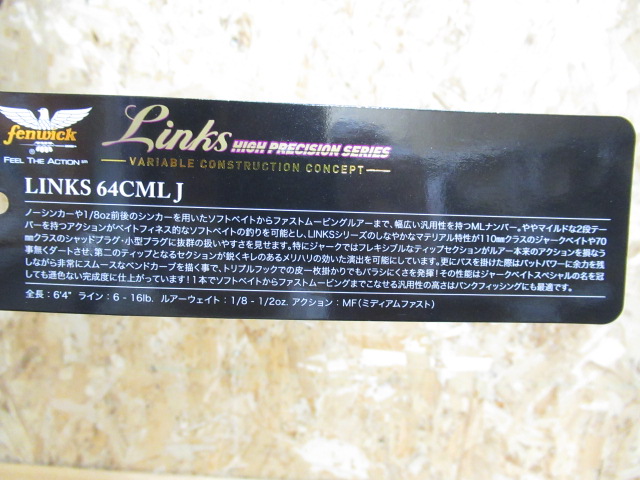 fenwick
FEEL THE ACTION
Links HIGH PRECISION SERIES
VARIABLE CONSTRUCTION CONCEPT
LINKS 64CML J
ノーシンカーや1/8oz前後のシンカーを用いたソフトベイトからファストムービングルアーまで、幅広い汎用性を持つMLナンバー。ややマイルドな2段テー
パーを持つアクションがベイトフィネス的なソフトベイトの釣りを可能とし、LINKSシリーズのしなやかなマテリアル特性が110㎜クラスのジャークベイトや70
㎜クラスのシャッドプラグ・小型プラグに抜群の扱いやすさを見せます。特にジャークではフレキシブルなティップセクションがルアー本来のアクションを損なう
事無くダートさせ、第二のティップとなるセクションが鋭くキレのあるメリハリの効いた演出を可能にしています。更にバスを掛けた際はバットパワーに余力を残
しながら非常にスムースなベンドカーブを描く事で、トリプルフックでの皮一枚掛かりでもバラシにくさを発揮！その性能はジャークベイトスペシャルの名を冠
しても遜色ない完成度に仕上がっています！1本でソフトベイトからファストムービングまでこなせる汎用性の高さはバンクフィッシングにも最適です。
全長：6'4" ライン：6 - 16lb. ルアーウェイト：1/8 - 1/2oz. アクション：MF(ミディアムファスト)